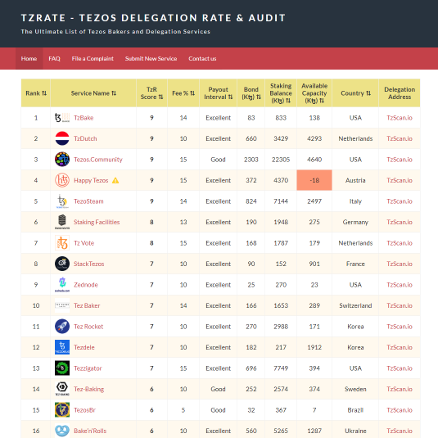 TZRATE - TEZOS DELEGATION RATE & AUDIT
The Ultimate List of Tezos Bakers and Delegation Services
Home FAQ File a Complaint Submit New Service Contact us
Rank Service Name TzR Score Fee % Payout Interval Bond (Kꜩ) Staking Balance (Kꜩ) Available Capacity (Kꜩ) Country Delegation Address
1 TzBake 9 14 Excellent 83 833 138 USA TzScan.io
2 TzDutch 9 10 Excellent 660 3429 4293 Netherlands TzScan.io
3 Tezos Community 9 15 Good 2303 22305 4640 USA TzScan.io
4 Happy Tezos 9 15 Excellent 372 4370 -18 Austria TzScan.io
5 TezoSteam 9 14 Excellent 824 7144 2497 Italy TzScan.io
6 Staking Facilities 8 13 Excellent 190 1948 275 Germany TzScan.io
7 Tz Vote 8 15 Excellent 168 1787 179 Netherlands TzScan.io
8 StackTezos 7 10 Excellent 90 152 901 France TzScan.io
9 Zednode 7 10 Excellent 25 270 23 USA TzScan.io
10 Tez Baker 7 14 Excellent 166 1653 289 Switzerland TzScan.io
11 Tez Rocket 7 10 Excellent 270 2988 171 Korea TzScan.io
12 Tezdele 7 10 Excellent 182 217 1912 Korea TzScan.io
13 Tezzigator 7 15 Excellent 696 7749 394 USA TzScan.io
14 Tez-Baking 6 10 Good 252 2574 374 Sweden TzScan.io
15 TezosBr 6 5 Good 32 367 7 Brazil TzScan.io
16 Bake'n'Rolls 6 10 Excellent 560 5265 1287 Ukraine TzScan.io